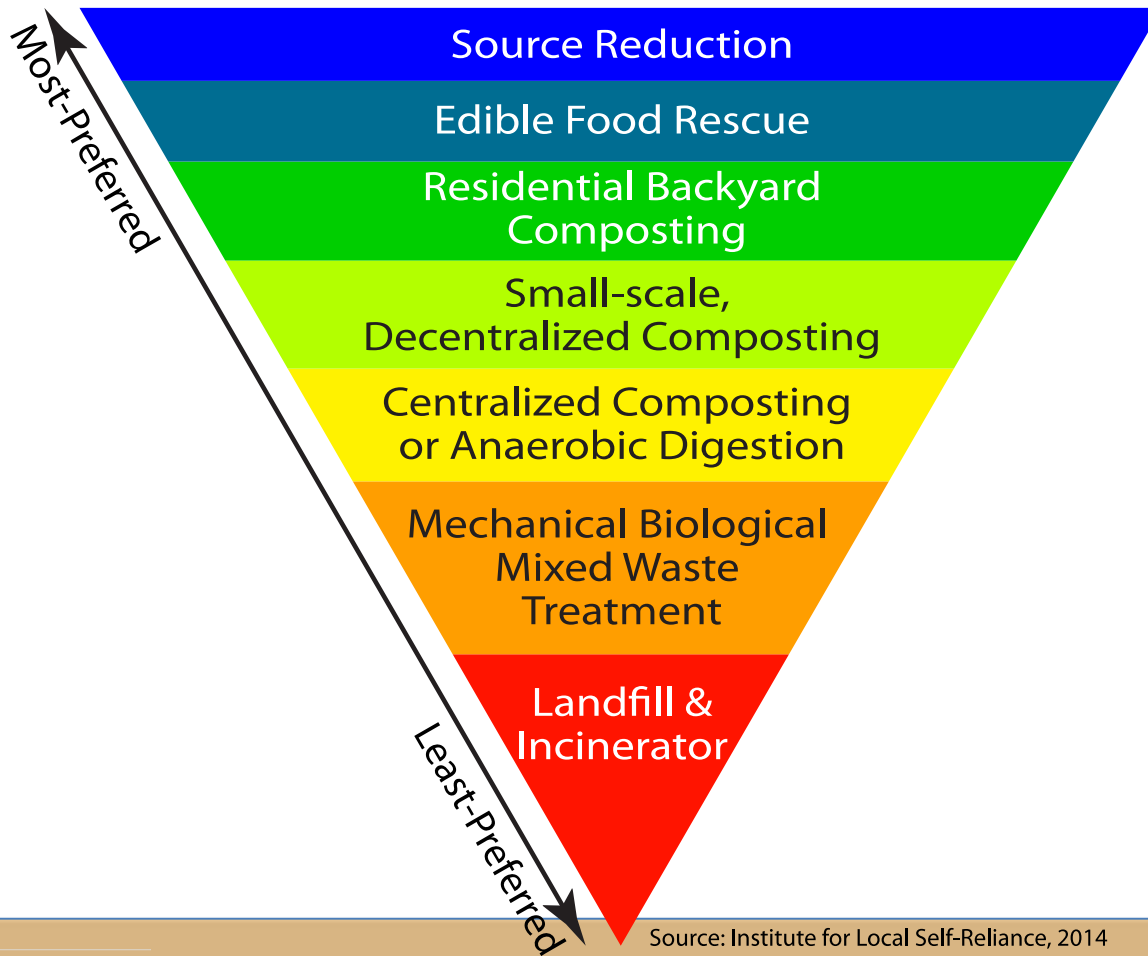 Most-Preferred
Source Reduction
Edible Food Rescue
Residential Backyard
Composting
Small-scale,
Decentralized Composting
Centralized Composting
or Anaerobic Digestion
Mechanical Biological
Mixed Waste
Treatment
Landfill &
Incinerator
Least-Preferred
Source: Institute for Local Self-Reliance, 2014